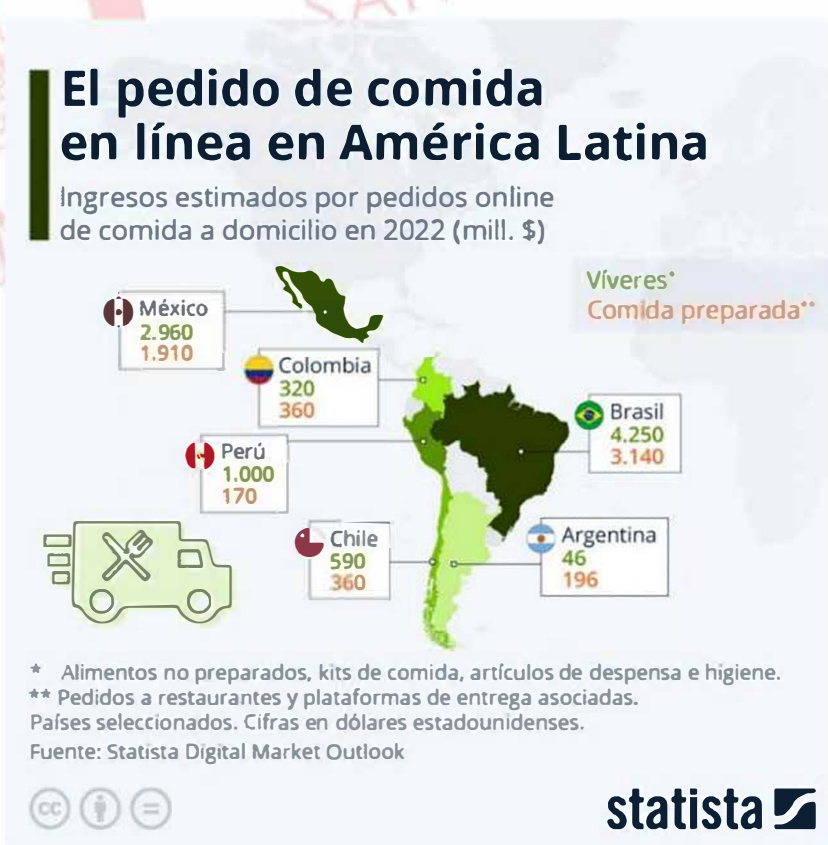 El pedido de comida
en línea en América Latina
Ingresos estimados por pedidos online
de comida a domicilio en 2022 (mill. $)
Víveres*
Comida preparada**
México
2.960
1.910
Colombia
320
360
Brasil
4.250
3.140
Perú
1.000
170
Chile
590
360
Argentina
46
196
* Alimentos no preparados, kits de comida, artículos de despensa e higiene.
** Pedidos a restaurantes y plataformas de entrega asociadas.
Países seleccionados. Cifras en dólares estadounidenses.
Fuente: Statista Digital Market Outlook
cc
statista